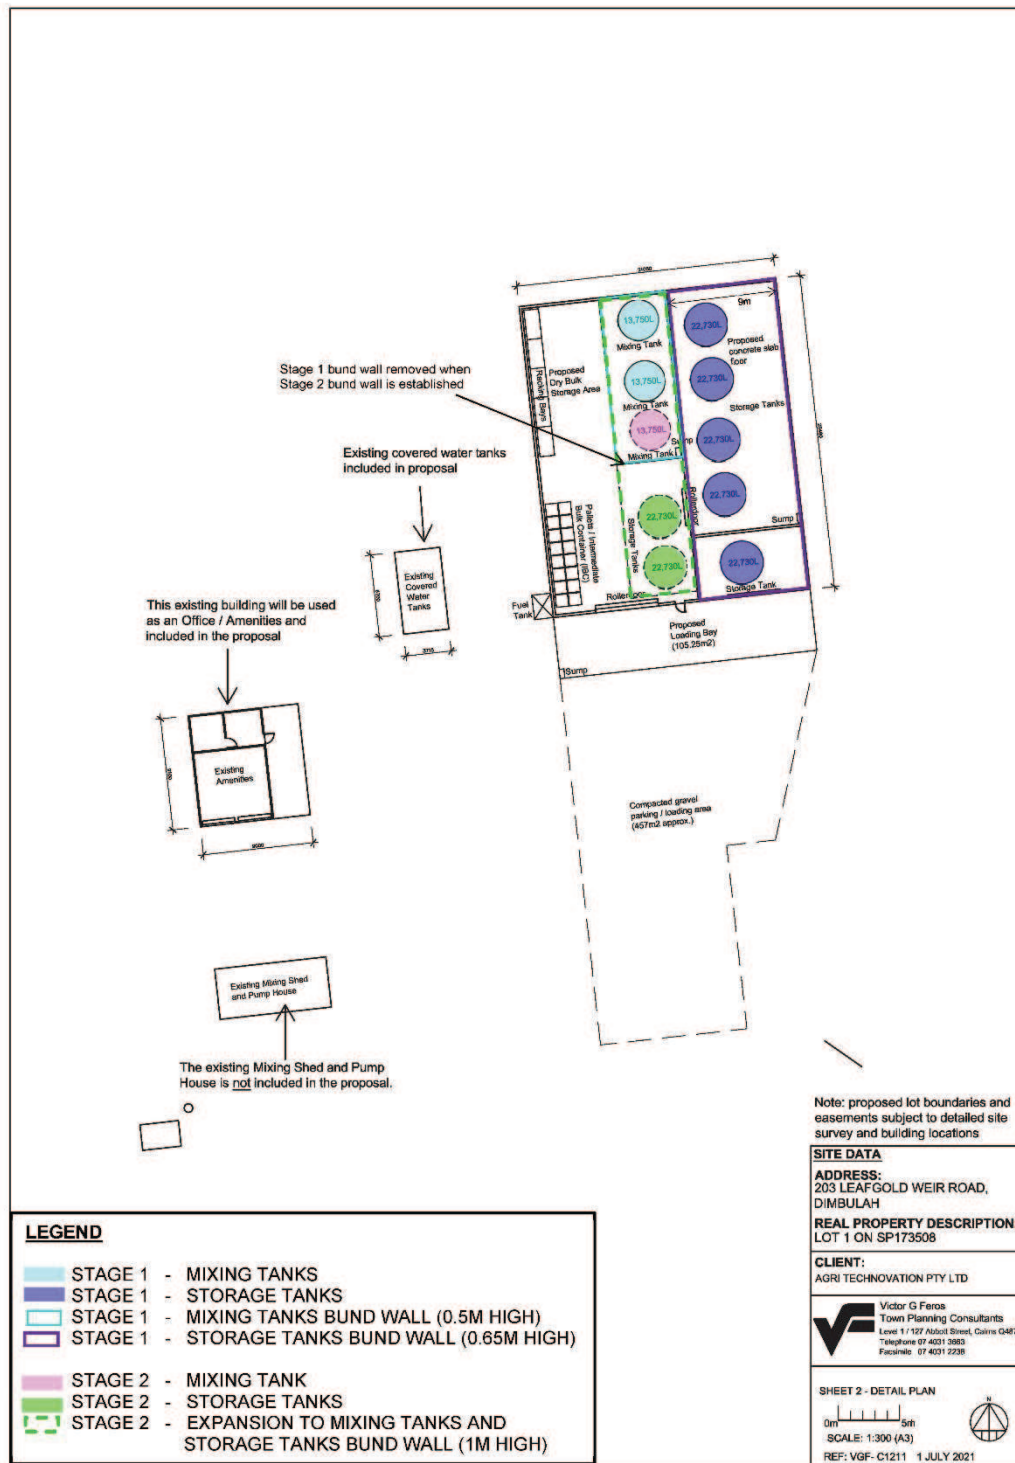 9m
13,750L
Mixing Tank
22,730L
Proposed
concrete slab
floor
Stage 1 bund wall removed when
Stage 2 bund wall is established
Racking Bays
Proposed
Dry Bulk
Storage Area
13,750L
Mixing Tank
22,730L
Storage Tanks
13,750L
Mixing Tank
Sump
22,730L
Existing covered water tanks
included in proposal
Pallets / Intermediate
Bulk Container (IBC)
Storage Tanks
22,730L
22,730L
Rollerdoor
22,730L
Sump
22,730L
Storage Tank
Rollerdoor
Fuel
Tank
Existing
Covered
Water
Tanks
This existing building will be used
as an Office / Amenities and
included in the proposal
Proposed
Loading Bay
(105.25m2)
Sump
Existing
Amenities
Compacted gravel
parking / loading area
(457m2 approx.)
Existing Mixing Shed
and Pump House
The existing Mixing Shed and Pump
House is not included in the proposal.
Note: proposed lot boundaries and
easements subject to detailed site
survey and building locations
SITE DATA
ADDRESS:
203 LEAFGOLD WEIR ROAD,
DIMBULAH
REAL PROPERTY DESCRIPTION
LOT 1 ON SP173508
CLIENT:
AGRI TECHNOVATION PTY LTD
Victor G Feros
Town Planning Consultants
Level 1 / 127 Abbott Street, Cairns Q487
Telephone 07 4031 3663
Facsimile 07 4031 2238
SHEET 2 - DETAIL PLAN
0m 5m
SCALE: 1:300 (A3)
N
REF: VGF- C1211 1 JULY 2021
LEGEND
STAGE 1 - MIXING TANKS
STAGE 1 - STORAGE TANKS
STAGE 1 - MIXING TANKS BUND WALL (0.5M HIGH)
STAGE 1 - STORAGE TANKS BUND WALL (0.65M HIGH)
STAGE 2 - MIXING TANK
STAGE 2 - STORAGE TANKS
STAGE 2 - EXPANSION TO MIXING TANKS AND
STORAGE TANKS BUND WALL (1M HIGH)